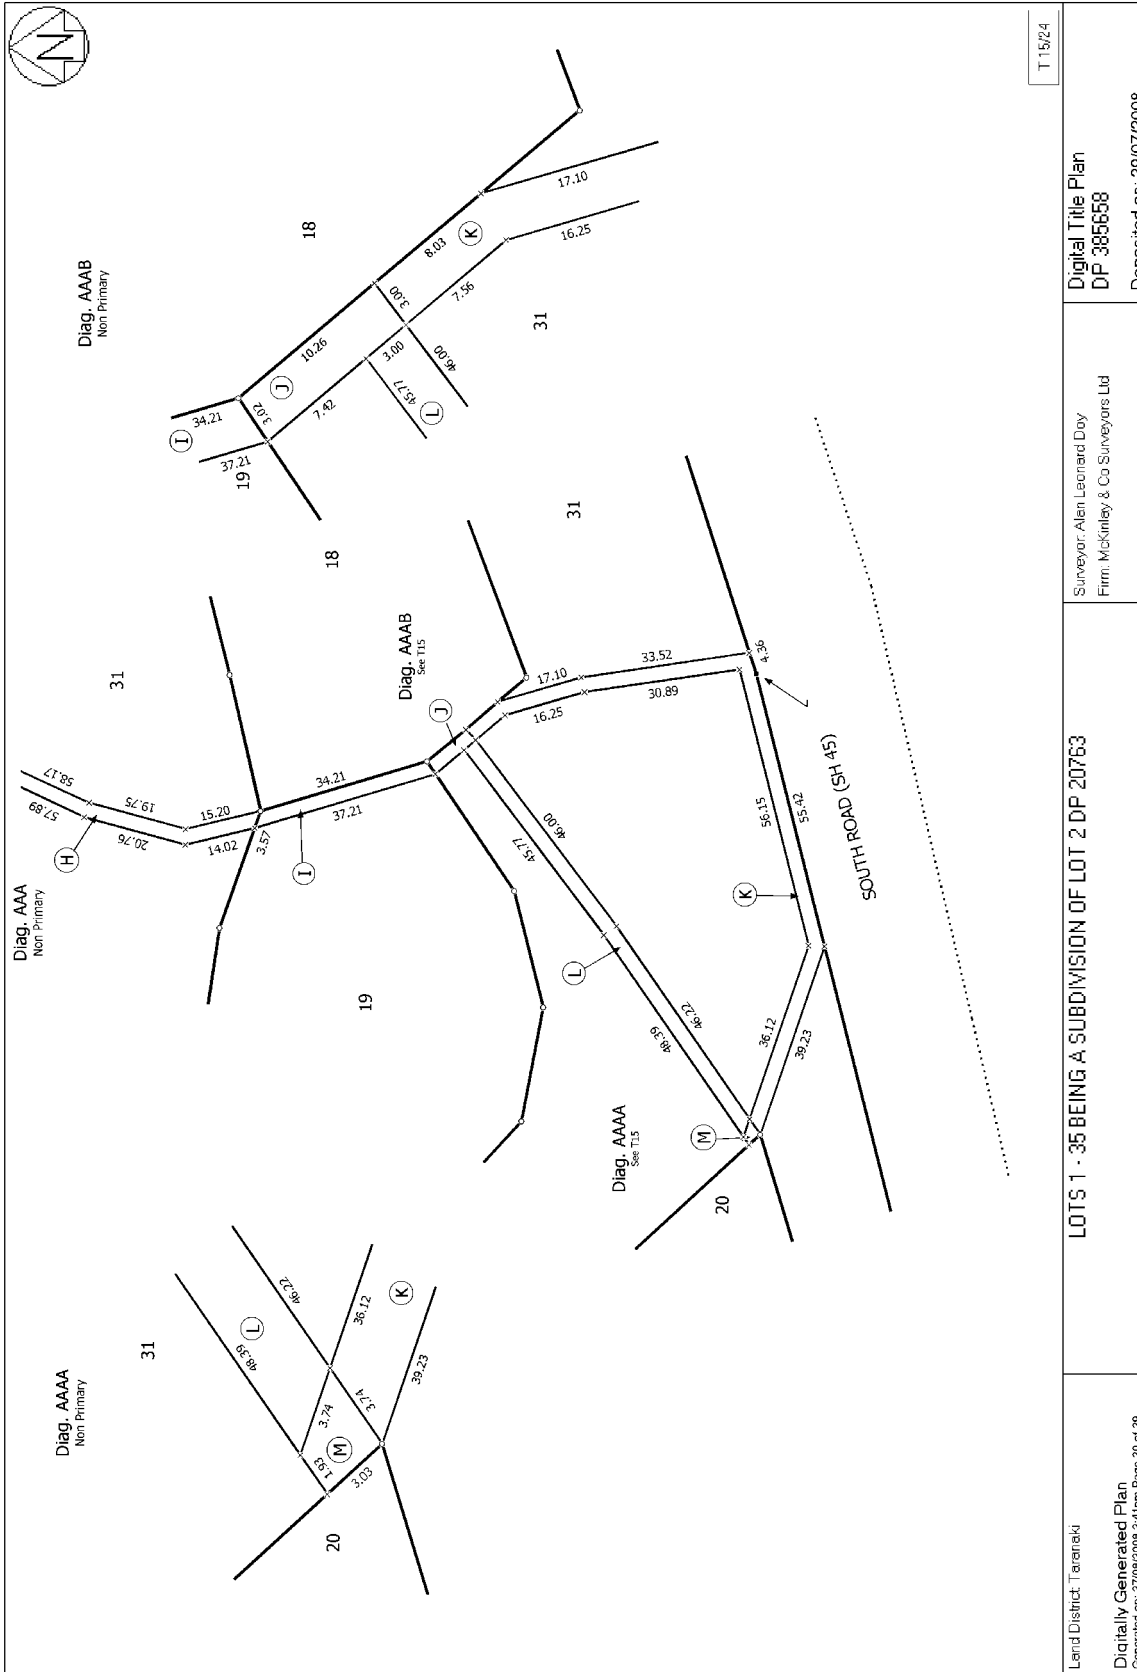 N
Diag. AAAA
Non Primary
31
48.39
L
46.22
36.12
K
39.23
3.74
3.74
M
1.93
3.03
20
Diag. AAA
Non Primary
H
57.89
58.17
20.76
19.75
14.02
15.20
3.57
31
I
37.21
34.21
18
19
Diag. AAAB
See T15
J
17.10
16.25
31
33.52
30.89
4.36
46.00
45.77
L
48.39
46.22
Diag. AAAA
See T15
M
20
36.12
39.23
K
56.15
55.42
SOUTH ROAD (SH 45)
Diag. AAAB
Non Primary
18
I
34.21
37.21
19
3.02
J
10.26
7.42
3.00
3.00
45.77
L
46.00
8.03
K
7.56
17.10
16.25
31
T 15/24
Land District: Taranaki
Digitally Generated Plan
LOTS 1 - 35 BEING A SUBDIVISION OF LOT 2 DP 20763
Surveyor: Alan Leonard Doy
Firm: McKinlay & Co Surveyors Ltd
Digital Title Plan
DP 385658